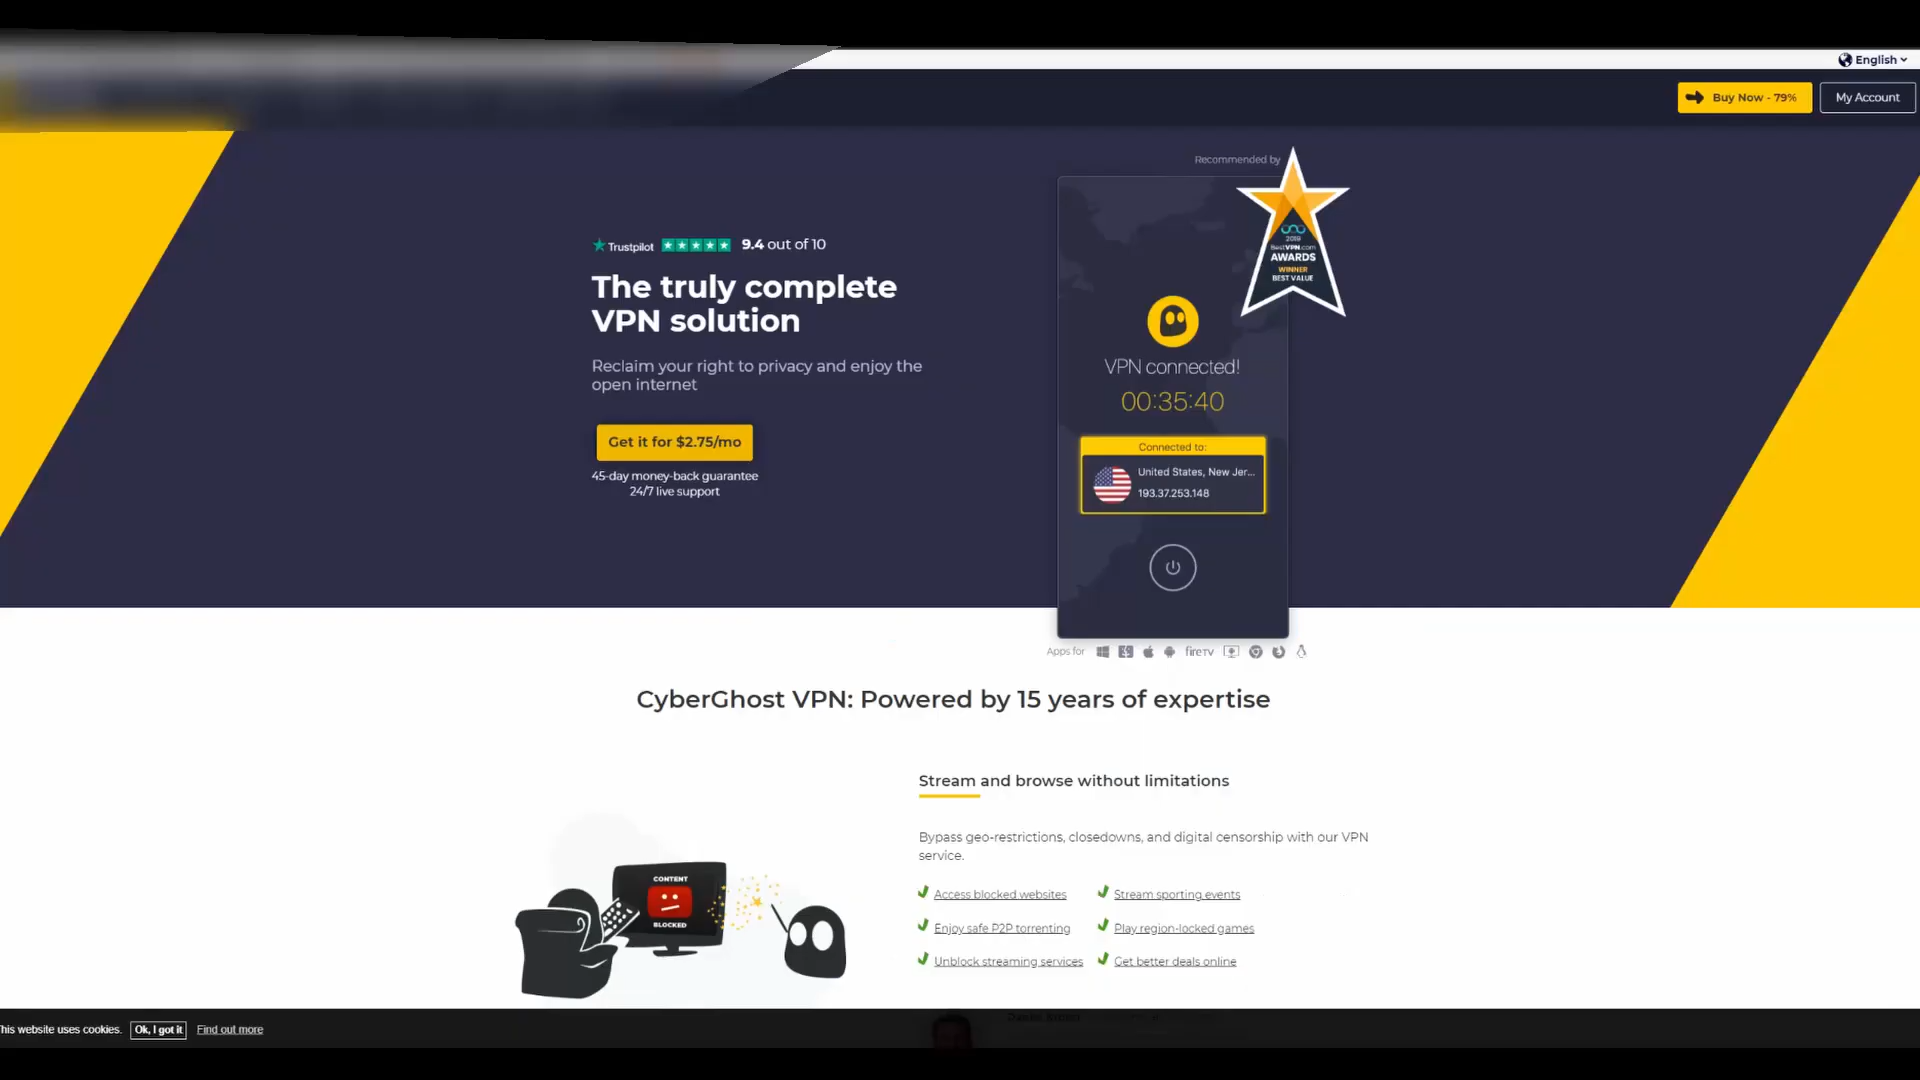 English
Buy Now - 79%
My Account
Recommended by
2019
BestVPN.com
AWARDS
WINNER
BEST VALUE
Trustpilot 9.4 out of 10
The truly complete
VPN solution
Reclaim your right to privacy and enjoy the
open internet
Get it for $2.75/mo
45-day money-back guarantee
24/7 live support
VPN connected!
00:35:40
Connected to:
United States, New Jer...
193.37.253.148
Apps for firetv
CyberGhost VPN: Powered by 15 years of expertise
Stream and browse without limitations
Bypass geo-restrictions, closedowns, and digital censorship with our VPN
service.
Access blocked websites
Stream sporting events
Enjoy safe P2P torrenting
Play region-locked games
Unblock streaming services
Get better deals online
CONTENT
BLOCKED
his website uses cookies. Ok, I got it Find out more